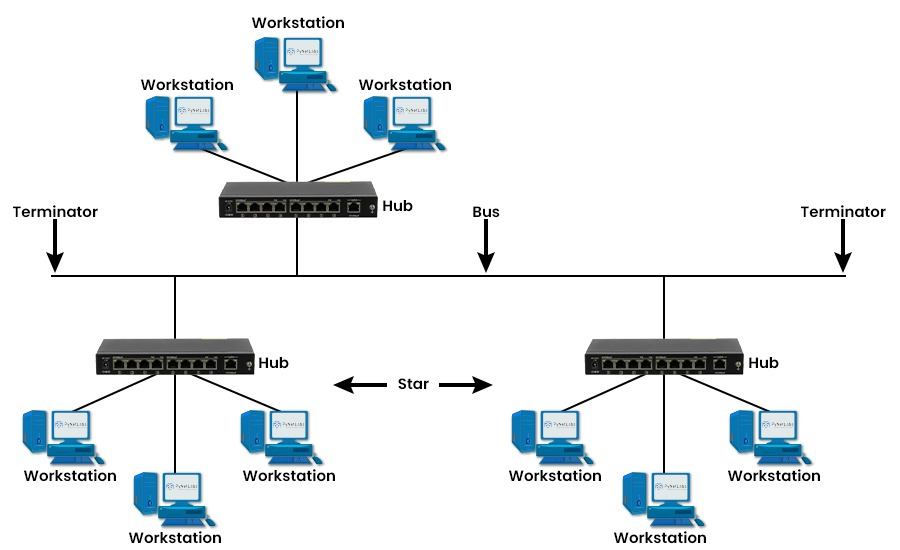 Workstation
Workstation
Workstation
Hub
Terminator
Bus
Terminator
Hub
Star
Hub
Workstation
Workstation
Workstation
Workstation
Workstation
Workstation